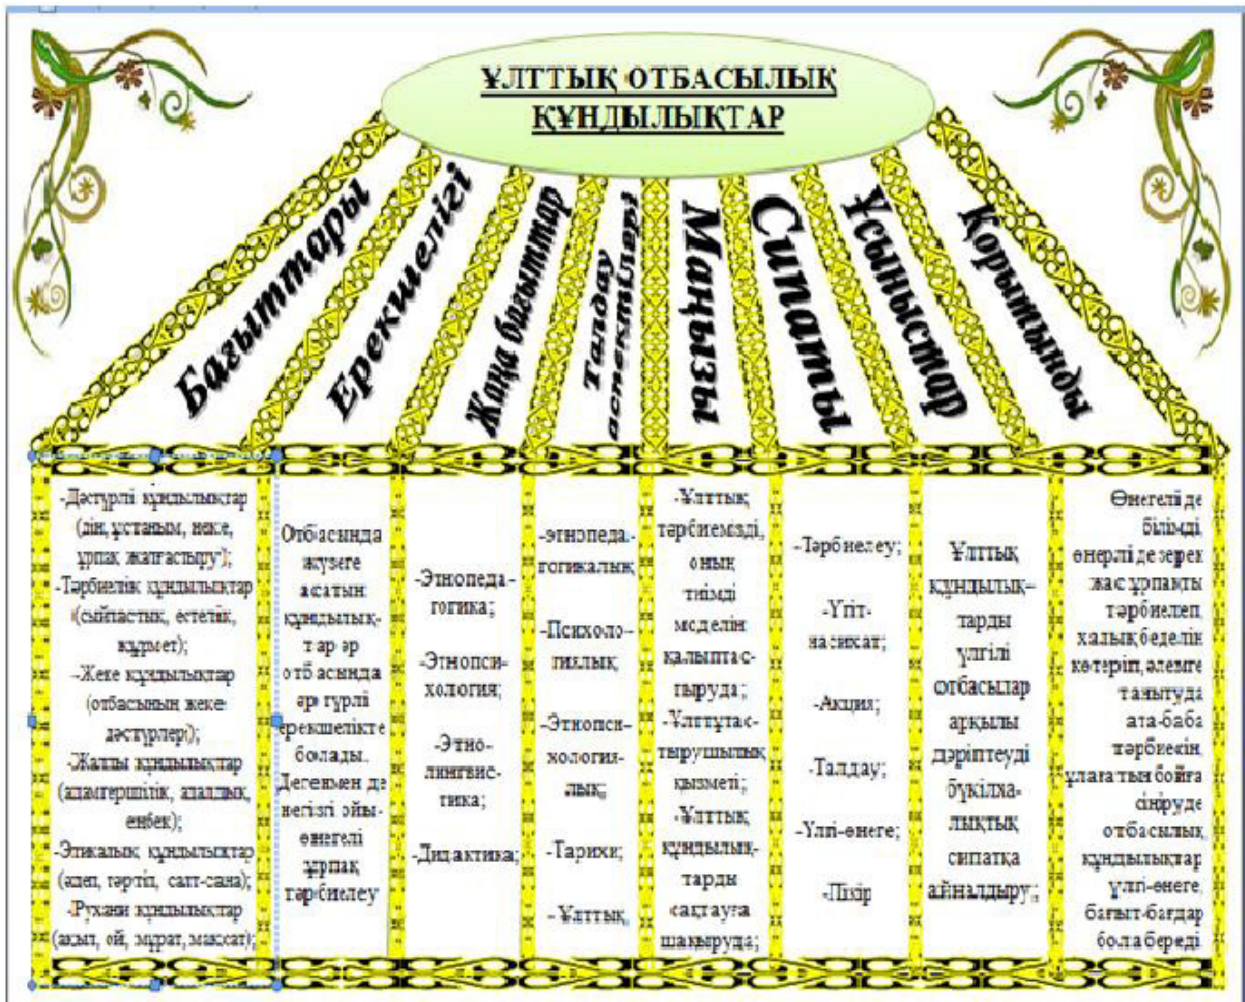 ҰЛТТЫҚ ОТБАСЫЛЫҚ
ҚҰНДЫЛЫҚТАР
Бағыттары
Ерекшелігі
Жаңа бағыттар
Талдау
аспектілері
Маңызы
Сипаты
Ұсыныстар
Қорытынды
-Дәстүрлі құндылықтар
(дін, ұстаным, неке,
ұрпақ жалғастыру);
-Тәрбиелік құндылықтар
(сыйластық, естелік,
құрмет);
-Жеке құндылықтар
(отбасының жеке
дәстүрлері);
-Жалпы құндылықтар
(адамгершілік, адалдық,
еңбек);
-Этикалық құндылықтар
(әдеп, тәртіп, салт-сана);
-Рухани құндылықтар
(ақыл, ой, мұрат, мақсат);
Отбасында
жүзеге
асатын
құндылық-
тар әр
отбасында
әр түрлі
ерекшелікте
болады.
Дегенмен де
негізгі ойы-
өнегелі
ұрпақ
тәрбиелеу
-Этнопеда-
гогика;
-Этнопси-
хология;
-Этно-
лингвис-
тика;
-Дидактика;
-этнопеда-
гогикалық
-Психоло-
гиялық
-Этнопси-
хология-
лық;
-Тарихи;
- Ұлттық
-Ұлттық
тәрбиеміздің
оның
тиімді
моделін
қалыптас-
тыруда;
-Ұлттұтас-
тырушылық
қызметі;
-Ұлттық
құндылық-
тарды
сақтауға
шақыруда;
-Тәрбиелеу;
-Үгіт-
насихат;
-Акция;
-Талдау;
-Үлгі-өнеге;
-Пікір
Ұлттық
құндылық-
тарды
үлгілі
отбасылар
арқылы
дәріптеуді
бүкілха-
лықтық
сипатқа
айналдыру;
Өнегелі де
білімді,
өнерлі де зерек
жас ұрпақты
тәрбиелеп,
халық беделін
көтеріп, әлемге
танытуда
ата-баба
тәрбиесін,
ұлағатын бойға
сіңіруде
отбасылық
құндылықтар
үлгі-өнеге,
бағыт-бағдар
бола береді